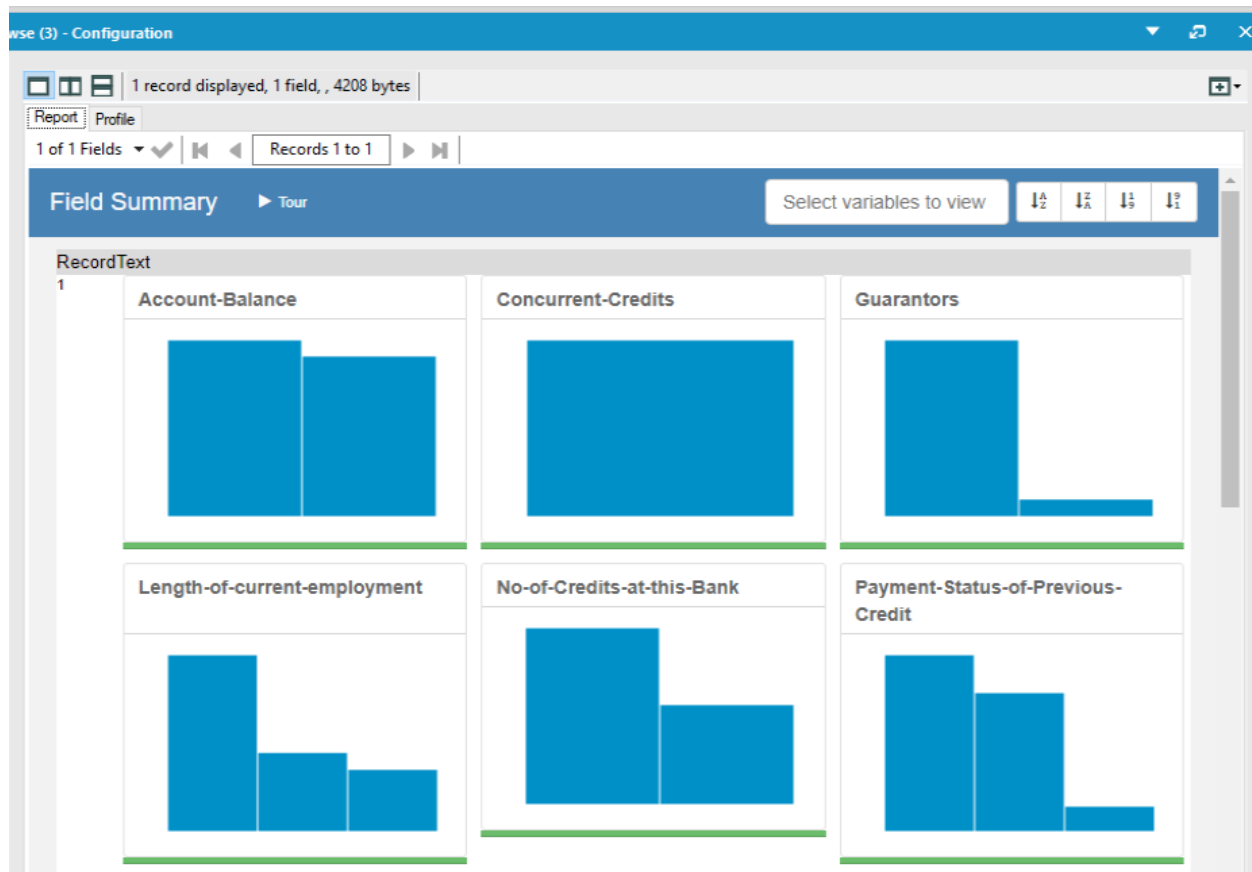 wse (3) - Configuration
1 record displayed, 1 field, , 4208 bytes
Report Profile
1 of 1 Fields Records 1 to 1
Field Summary Tour Select variables to view
RecordText
1
Account-Balance Concurrent-Credits Guarantors
Length-of-current-employment No-of-Credits-at-this-Bank Payment-Status-of-Previous-
Credit